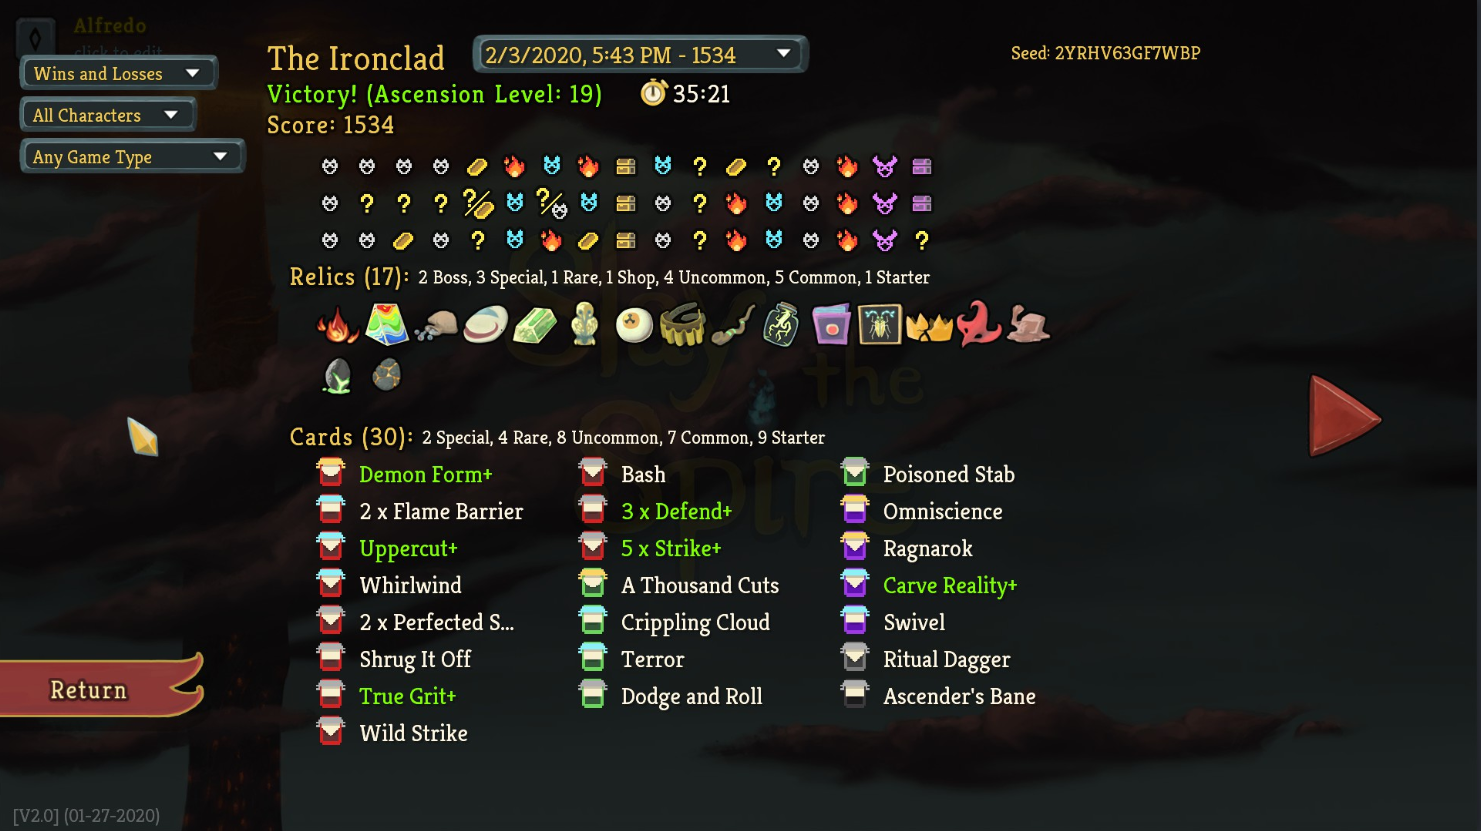 Alfredo
click to edit
Wins and Losses
All Characters
Any Game Type
The Ironclad
2/3/2020, 5:43 PM - 1534
Seed: 2YRHV63GF7WBP
Victory! (Ascension Level: 19)
35:21
Score: 1534
Relics (17): 2 Boss, 3 Special, 1 Rare, 1 Shop, 4 Uncommon, 5 Common, 1 Starter
Slay
the
Spire
Cards (30): 2 Special, 4 Rare, 8 Uncommon, 7 Common, 9 Starter
Demon Form+
2 x Flame Barrier
Uppercut+
Whirlwind
2 x Perfected S...
Shrug It Off
True Grit+
Wild Strike
Bash
3 x Defend+
5 x Strike+
A Thousand Cuts
Crippling Cloud
Terror
Dodge and Roll
Poisoned Stab
Omniscience
Ragnarok
Carve Reality+
Swivel
Ritual Dagger
Ascender's Bane
Return
[V2.0] (01-27-2020)